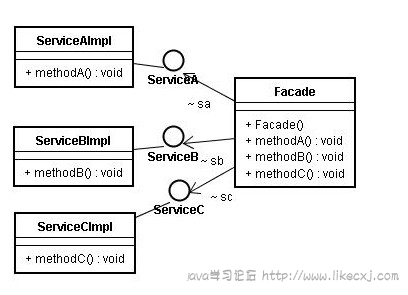 ServiceAImpl
+ methodA() : void
ServiceA
~ sa
Facade
+ Facade()
+ methodA() : void
+ methodB() : void
+ methodC() : void
ServiceBImpl
+ methodB() : void
ServiceB
~ sb
ServiceC
~ sc
ServiceCImpl
+ methodC() : void
java学习论坛 http://www.likecxj.com